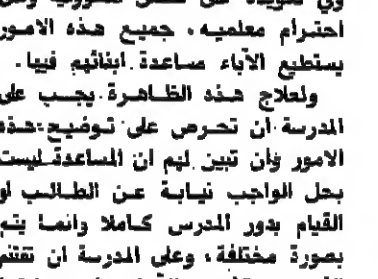 احترام معلميه، جميع هذه الامور
يستطيع الآباء مساعدة ابنائهم فيها.
ولعلاج هذه الظاهرة يجب على
المدرسة ان تحرص على توضيح هذه
الامور وان تبين لهم ان المساعدة ليست
بحل الواجب نيابة عن الطالب او
القيام بدور المدرس كاملا وانما يتم
بصورة مختلفة، وعلى المدرسة ان تقتنع